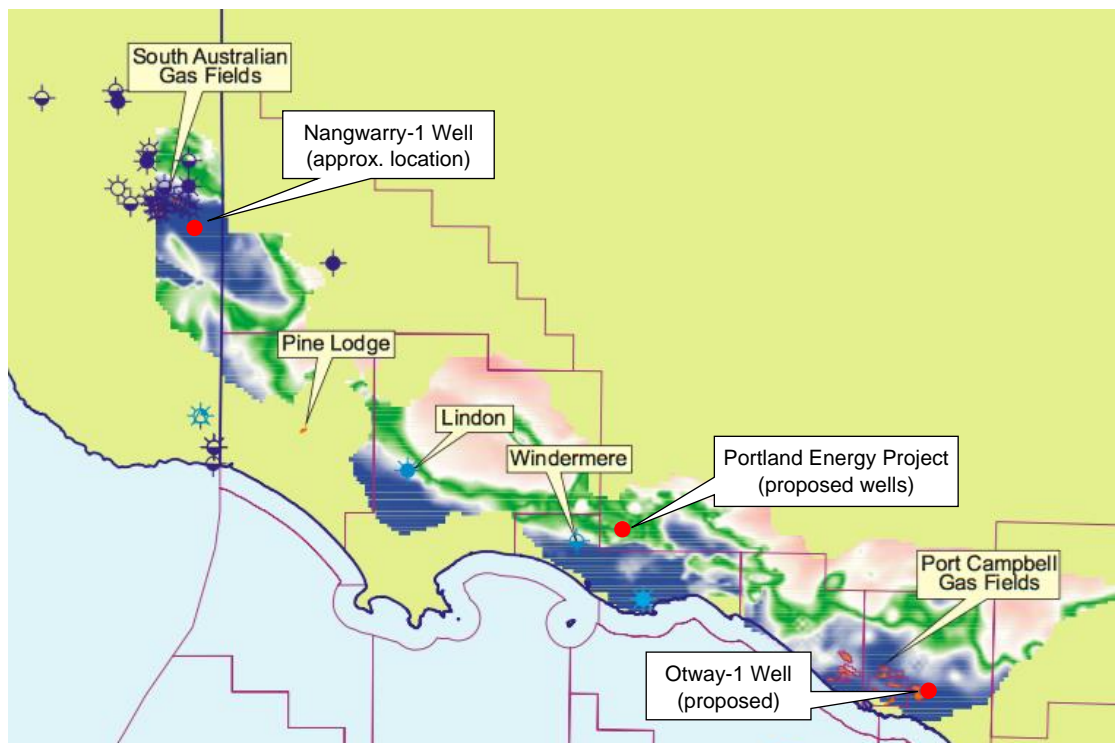 South Australian
Gas Fields
Nangwarry-1 Well
(approx. location)
Pine Lodge
Lindon
Windermere
Portland Energy Project
(proposed wells)
Port Campbell
Gas Fields
Otway-1 Well
(proposed)